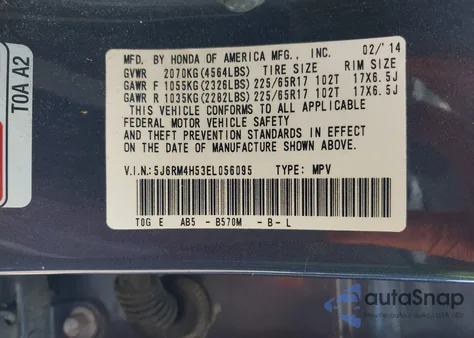 T0A A2
MFD. BY HONDA OF AMERICA MFG., INC. 02/'14
GVWR 2070KG(4564LBS) TIRE SIZE RIM SIZE
GAWR F 1055KG(2326LBS) 225/65R17 102T 17X6.5J
GAWR R 1035KG(2282LBS) 225/65R17 102T 17X6.5J
THIS VEHICLE CONFORMS TO ALL APPLICABLE
FEDERAL MOTOR VEHICLE SAFETY
AND THEFT PREVENTION STANDARDS IN EFFECT
ON THE DATE OF MANUFACTURE SHOWN ABOVE.
V.I.N: 5J6RM4H53EL056095 TYPE: MPV
T0G E AB5 -B570M -B-L
autoSnap